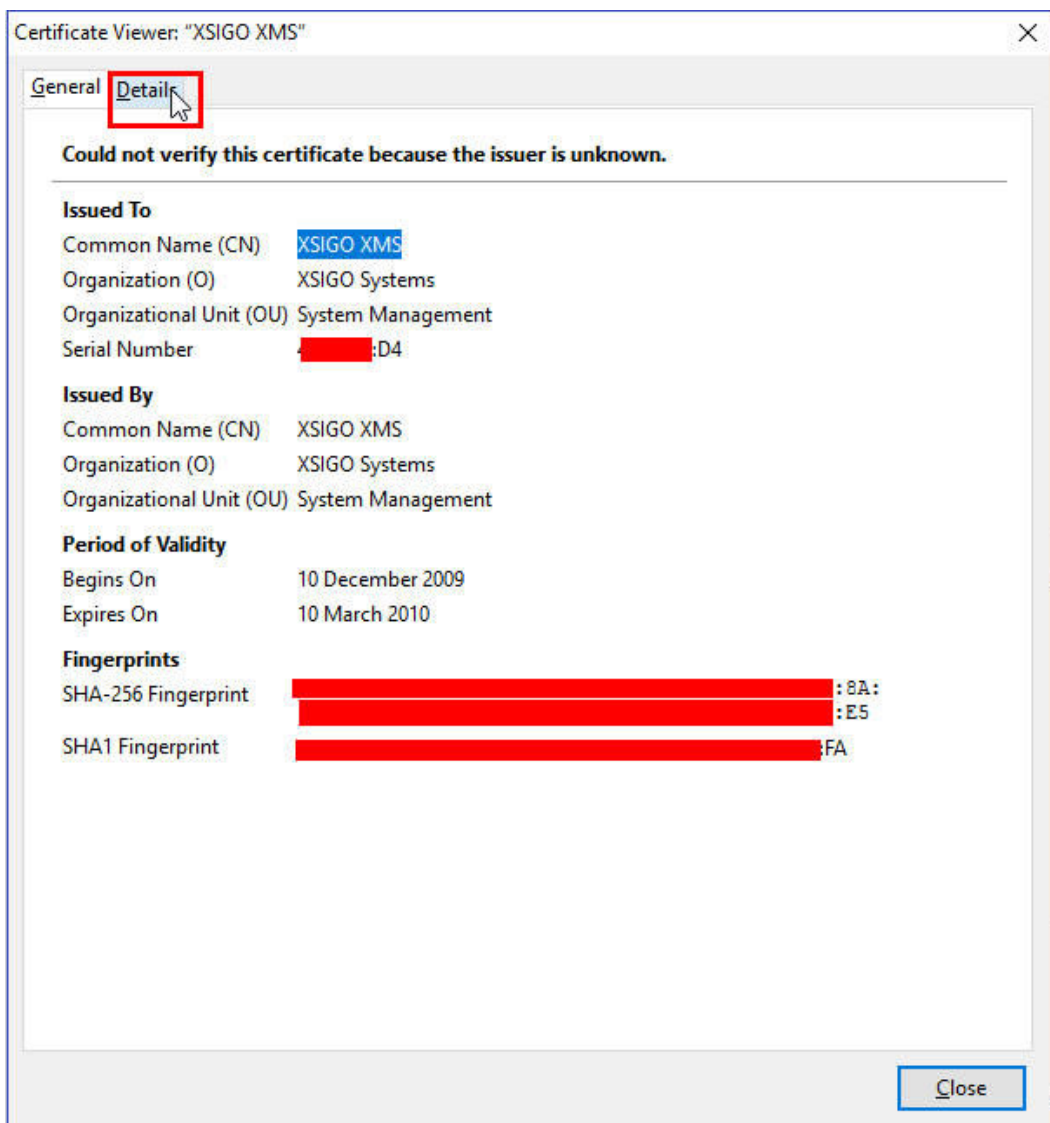 Certificate Viewer: “XSIGO XMS”
General Details
Could not verify this certificate because the issuer is unknown.
Issued To
Common Name (CN) XSIGO XMS
Organization (O) XSIGO Systems
Organizational Unit (OU) System Management
Serial Number :D4
Issued By
Common Name (CN) XSIGO XMS
Organization (O) XSIGO Systems
Organizational Unit (OU) System Management
Period of Validity
Begins On 10 December 2009
Expires On 10 March 2010
Fingerprints
SHA-256 Fingerprint :8A:
:E5
SHA1 Fingerprint :FA
Close